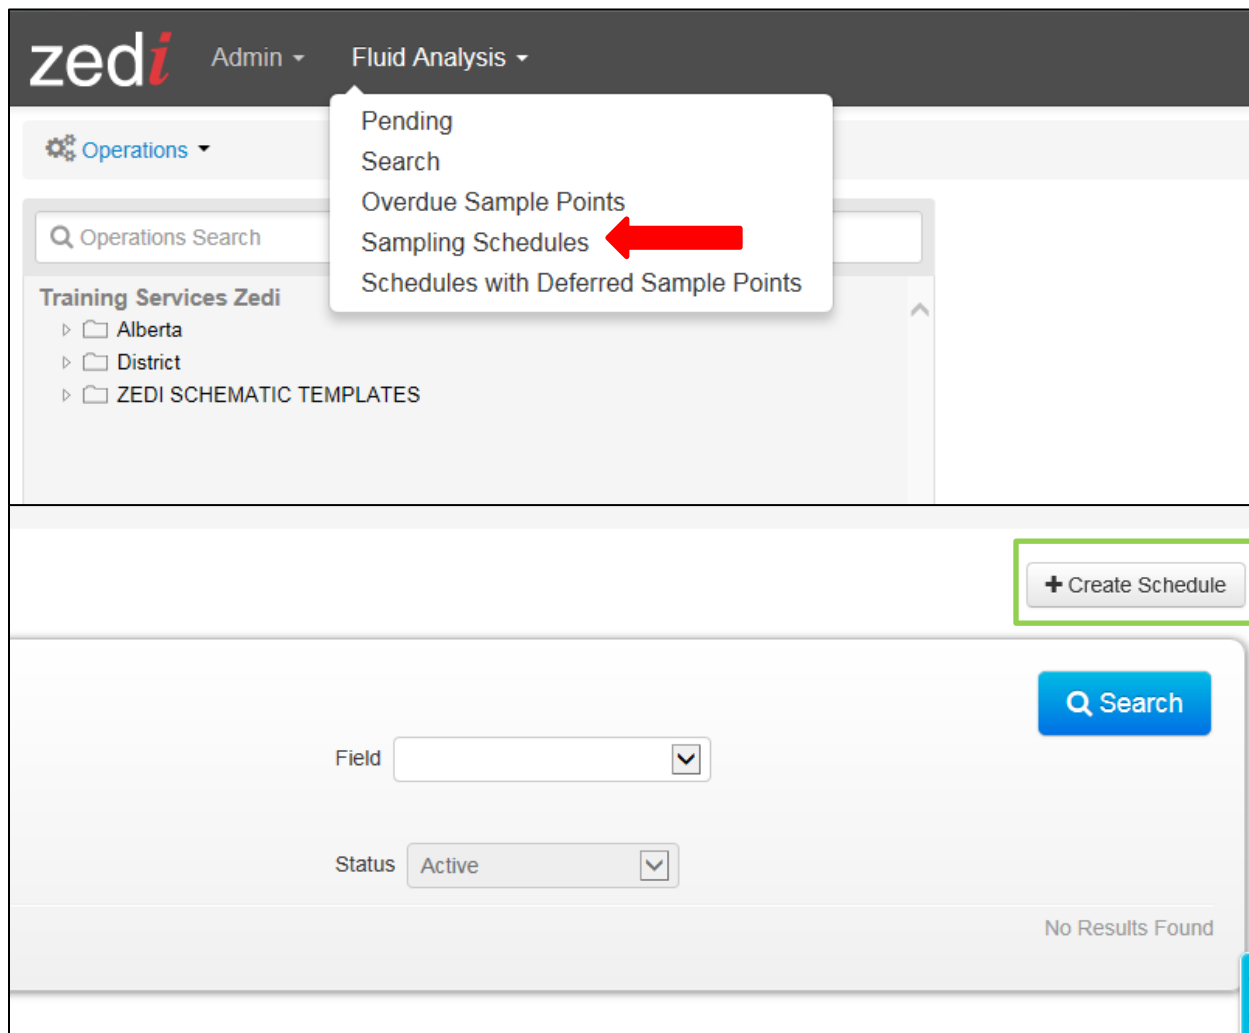 zedi Admin Fluid Analysis
Pending
Operations
Search
Overdue Sample Points
Operations Search
Sampling Schedules
Schedules with Deferred Sample Points
Training Services Zedi
Alberta
District
ZEDI SCHEMATIC TEMPLATES
+ Create Schedule
Search
Field
Status Active
No Results Found